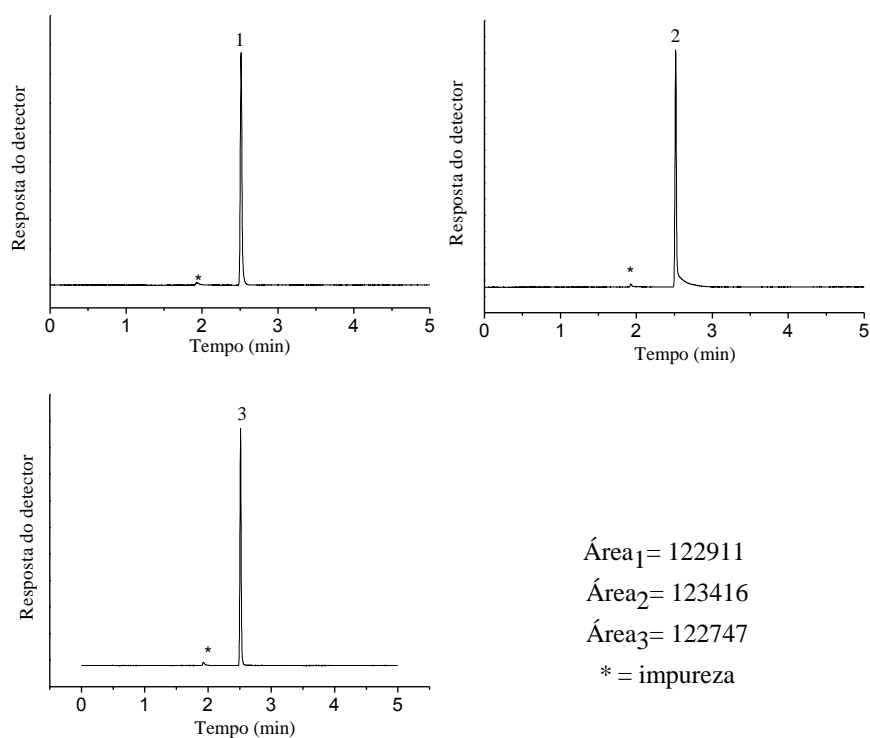 1
*
Resposta do detector
0 1 2 3 4 5
Tempo (min)
2
*
Resposta do detector
0 1 2 3 4 5
Tempo (min)
3
*
Resposta do detector
0 1 2 3 4 5
Tempo (min)
Área1= 122911
Área2= 123416
Área3= 122747
* = impureza